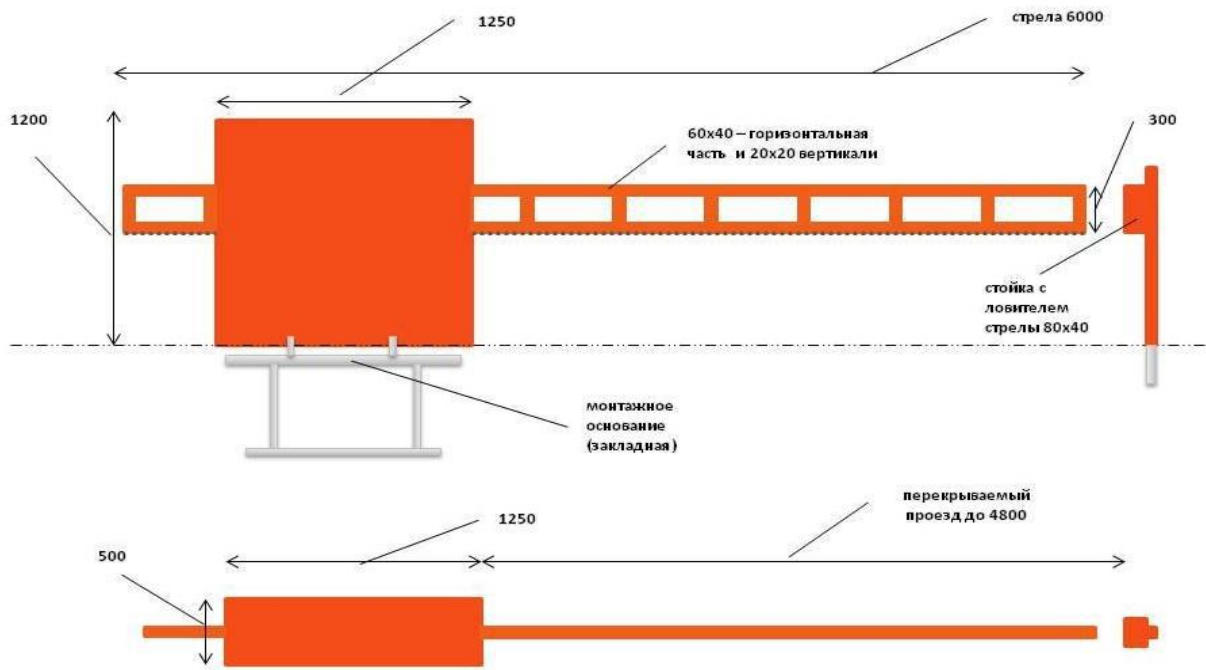 1250
стрела 6000
1200
60х40 – горизонтальная
часть и 20х20 вертикали
300
стойка с
ловителем
стрелы 80х40
монтажное
основание
(закладная)
перекрываемый
проезд до 4800
1250
500